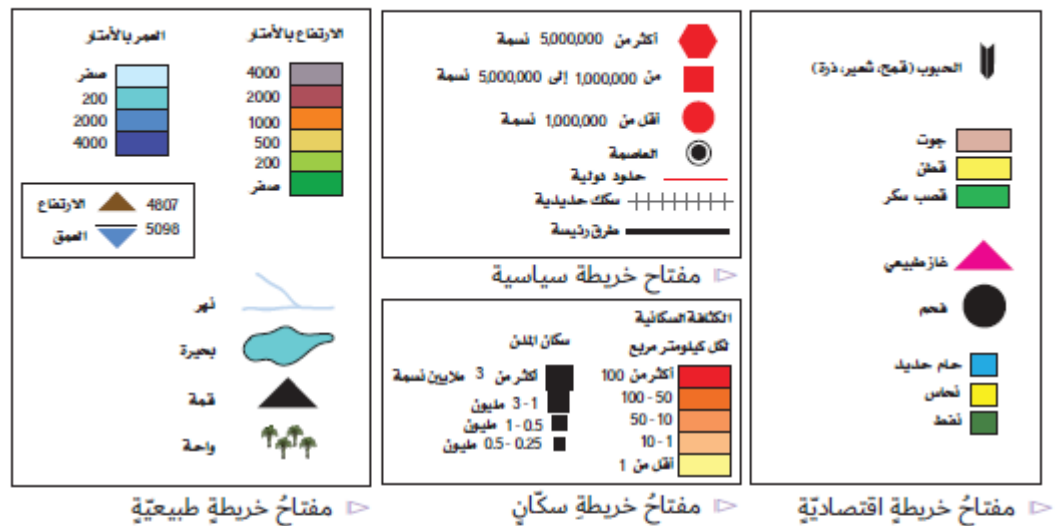 الحبوب (قمح، شعير، ذرة)
جوت
قطن
قصب سكر
غاز طبيعي
فحم
خام حديد
نحاس
نفط
▷ مفتاحُ خريطةٍ اقتصاديّةٍ
أكثر من 5,000,000 نسمة
من 1,000,000 إلى 5,000,000 نسمة
أقل من 1,000,000 نسمة
العاصمة
حدود دولية
سكك حديدية
طرق رئيسة
▷ مفتاح خريطة سياسية
الكثافة السكانية
لكل كيلومتر مربع
أكثر من 100
50 - 100
10 - 50
1 - 10
أقل من 1
سكان المدن
أكثر من 3 ملايين نسمة
1 - 3 مليون
0.5 - 1 مليون
0.25 - 0.5 مليون
▷ مفتاحُ خريطةِ سكّانٍ
الارتفاع بالأمتار
4000
2000
1000
500
200
صفر
العمر بالأمتار
صفر
200
2000
4000
4807 الارتفاع
5098 العمق
نهر
بحيرة
قمة
واحة
▷ مفتاحُ خريطةٍ طبيعيّةٍ